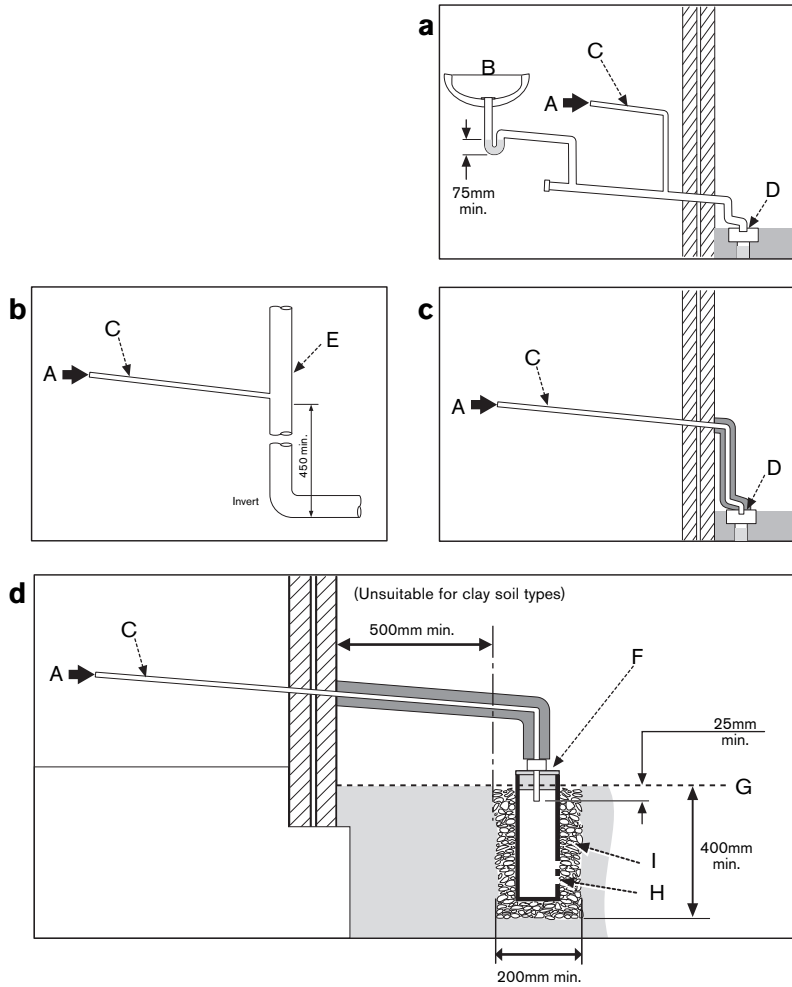 a
B
C
A
75mm
min.
D
b
C
A
E
450 min.
Invert
c
C
A
D
d
(Unsuitable for clay soil types)
500mm min.
C
A
F
25mm
min.
G
400mm
min.
I
H
200mm min.